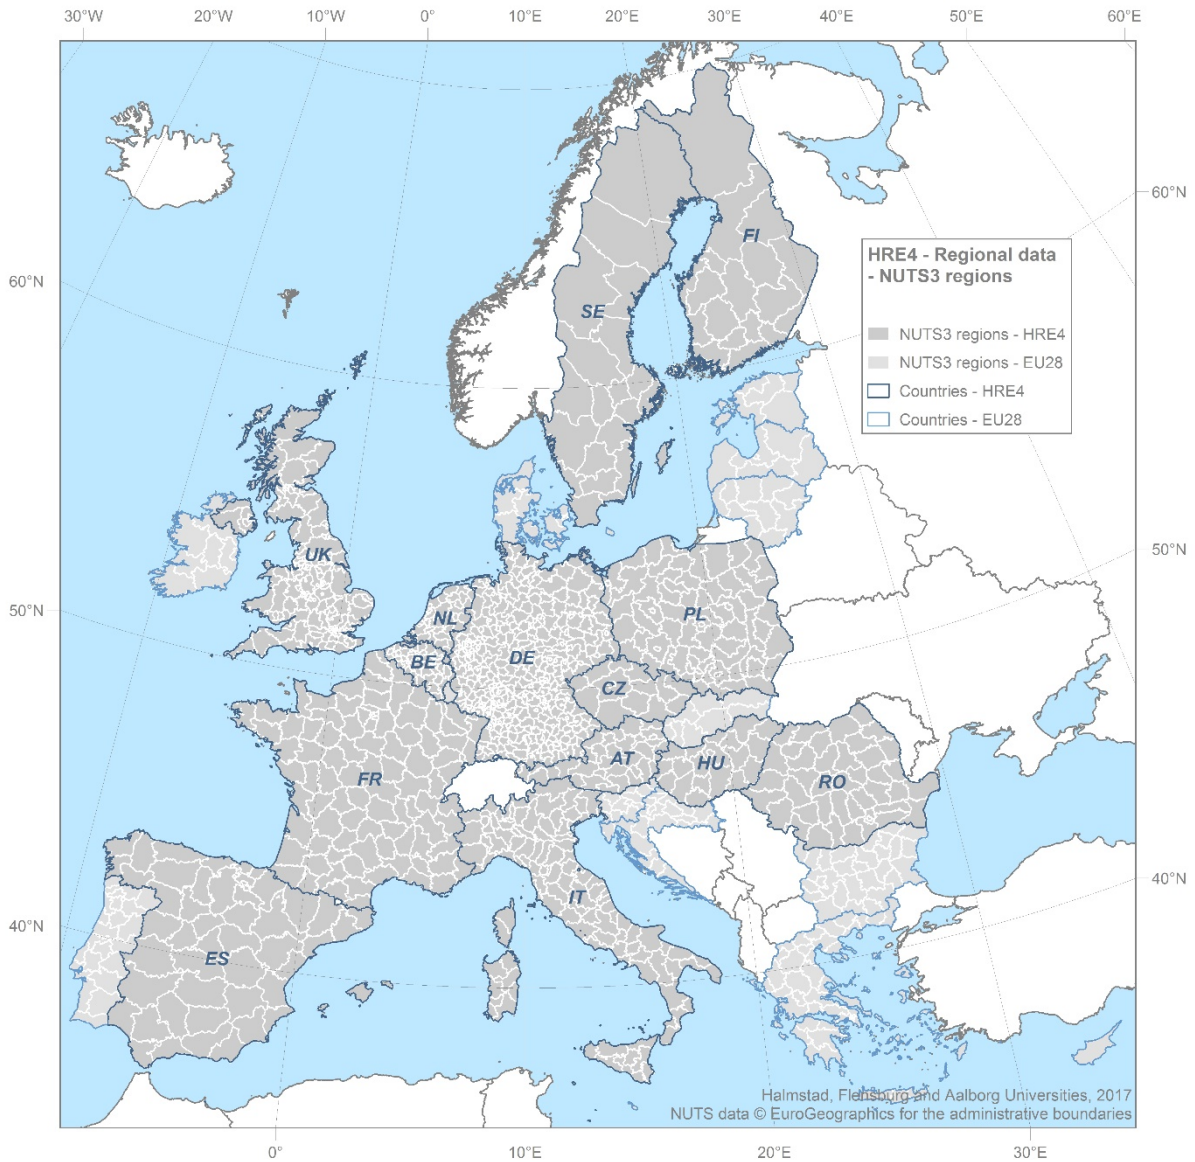 30°W 20°W 10°W 0° 10°E 20°E 30°E 40°E 50°E 60°E
60°N
FI
HRE4 - Regional data
- NUTS3 regions
60°N
SE
NUTS3 regions - HRE4
NUTS3 regions - EU28
Countries - HRE4
Countries - EU28
50°N
UK
50°N
NL
PL
BE
DE
CZ
AT
HU
FR
RO
40°N
IT
40°N
ES
Halmstad, Flensburg and Aalborg Universities, 2017
NUTS data © EuroGeographics for the administrative boundaries
0° 10°E 20°E 30°E